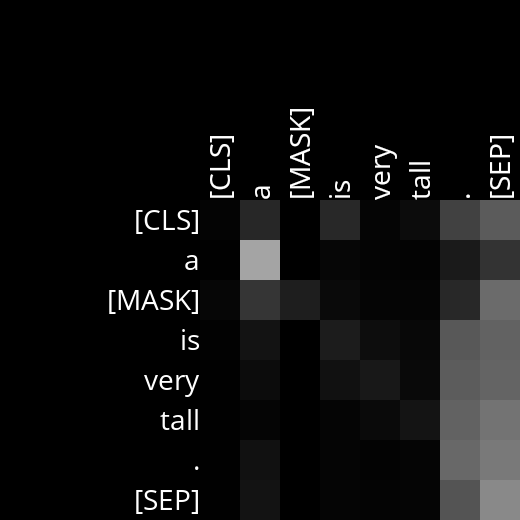 [CLS] a [MASK] is very tall . [SEP]
[CLS]
a
[MASK]
is
very
tall
.
[SEP]